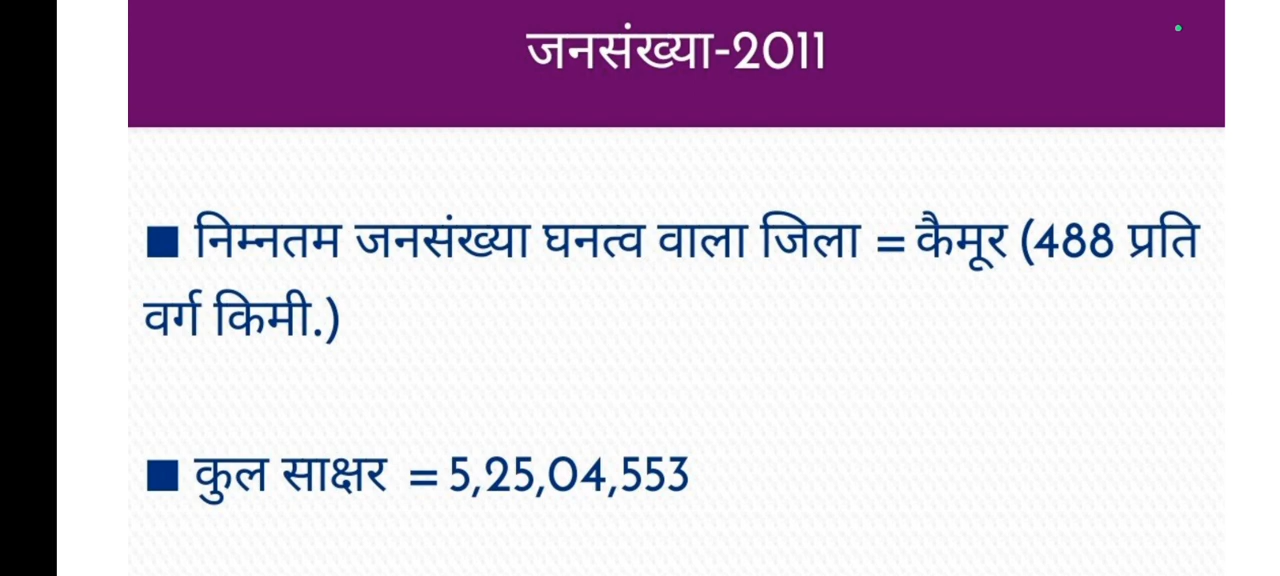 जनसंख्या-2011
■ निम्नतम जनसंख्या घनत्व वाला जिला = कैमूर (488 प्रति
वर्ग किमी.)
■ कुल साक्षर = 5,25,04,553